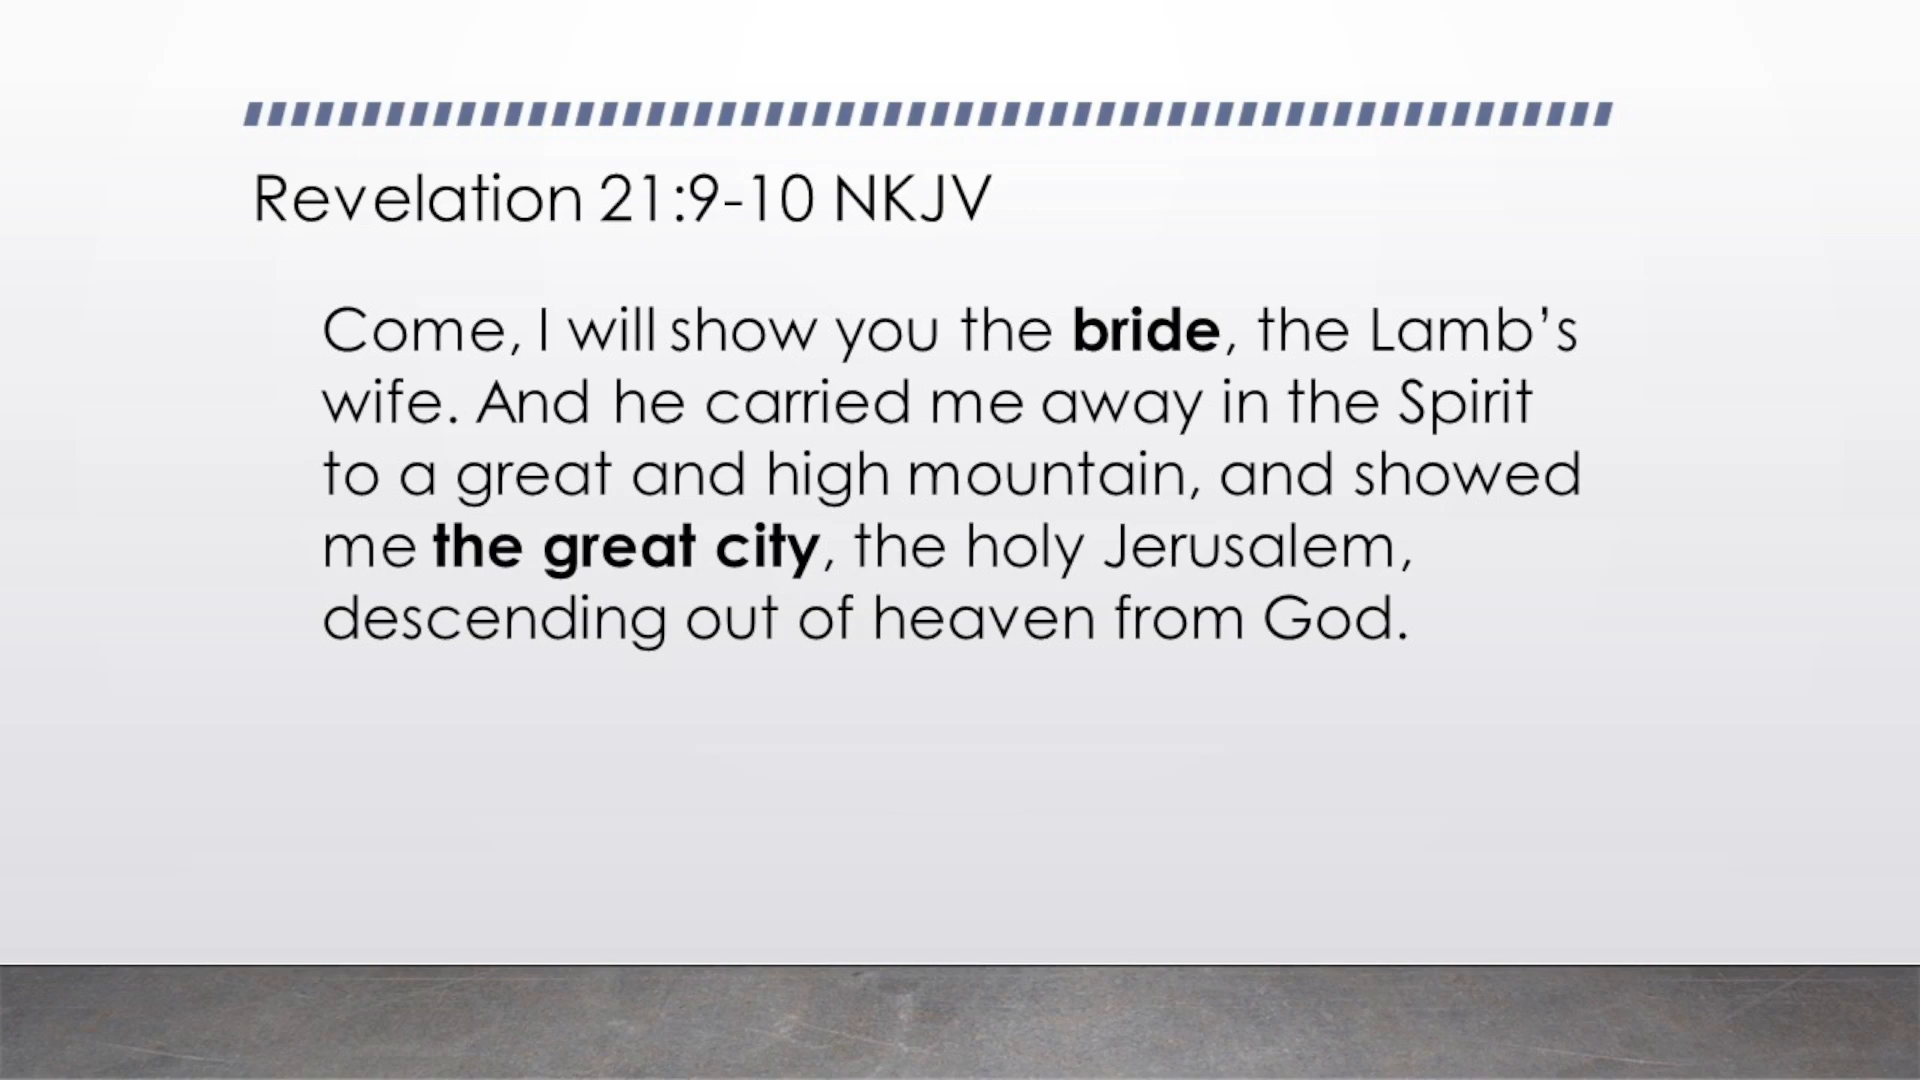 Revelation 21:9-10 NKJV
Come, I will show you the bride, the Lamb’s
wife. And he carried me away in the Spirit
to a great and high mountain, and showed
me the great city, the holy Jerusalem,
descending out of heaven from God.